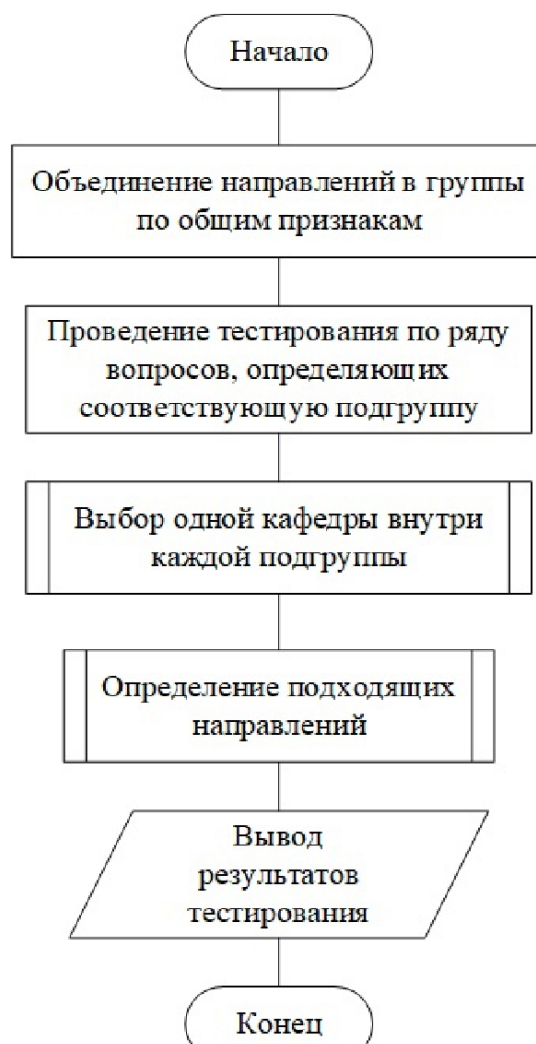 Начало
Объединение направлений в группы
по общим признакам
Проведение тестирования по ряду
вопросов, определяющих
соответствующую подгруппу
Выбор одной кафедры внутри
каждой подгруппы
Определение подходящих
направлений
Вывод
результатов
тестирования
Конец